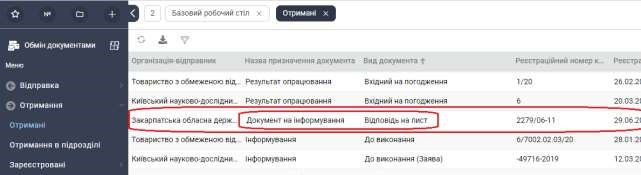 № 2 Базовий робочий стіл × Отримані ×
Обмін документами
Меню
Організація-відправник Назва призначення документа Вид документа ↑ Реєстраційний номер к...
Відправка
Товариство з обмеженою від... Результат опрацювання Вхідний на погодження 1/20 26.02.20
Київський науково-дослідни... Результат опрацювання Вхідний на погодження 6 20.03.20
Отримання
Закарпатська обласна держ... Документ на інформування Відповідь на лист 2279/06-11 29.06.20
Отримані
Товариство з обмеженою від... Інформування До виконання 6/7002.02.03/20 28.01.20
Отримання в підрозділі
Київський науково-дослідни... Інформування До виконання (Заява) -49716-2019 12.03.20
Зареєстровані